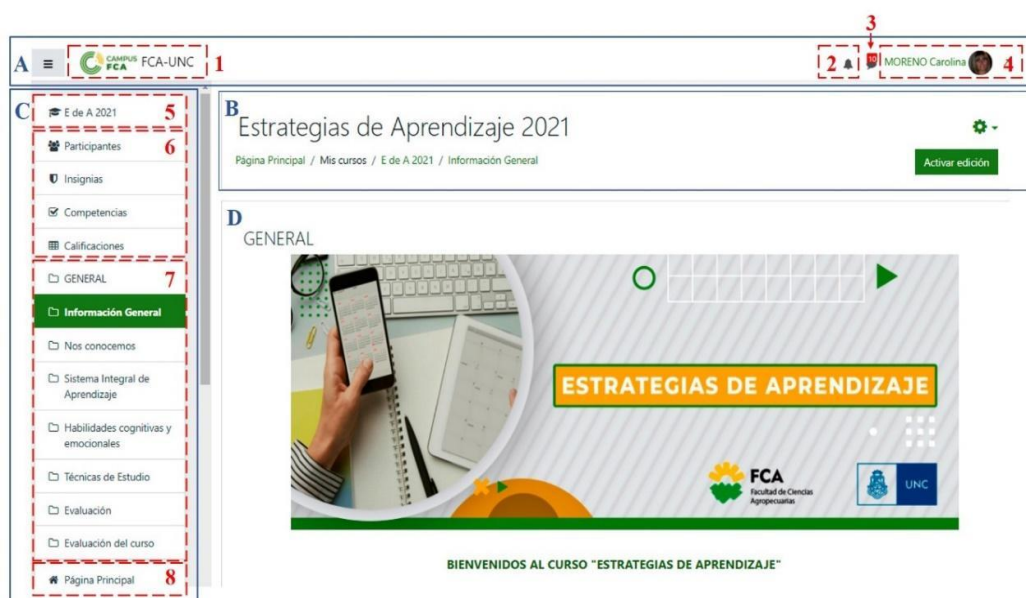 3
A
CAMPUS
FCA
FCA-UNC
1
2
10
MORENO Carolina
4
C
E de A 2021
5
6
Participantes
Insignias
Competencias
Calificaciones
7
GENERAL
Información General
Nos conocemos
Sistema Integral de
Aprendizaje
Habilidades cognitivas y
emocionales
Técnicas de Estudio
Evaluación
Evaluación del curso
Página Principal
8
B
Estrategias de Aprendizaje 2021
Página Principal / Mis cursos / E de A 2021 / Información General
Activar edición
D
GENERAL
ESTRATEGIAS DE APRENDIZAJE
FCA
Facultad de Ciencias
Agropecuarias
UNC
BIENVENIDOS AL CURSO "ESTRATEGIAS DE APRENDIZAJE"